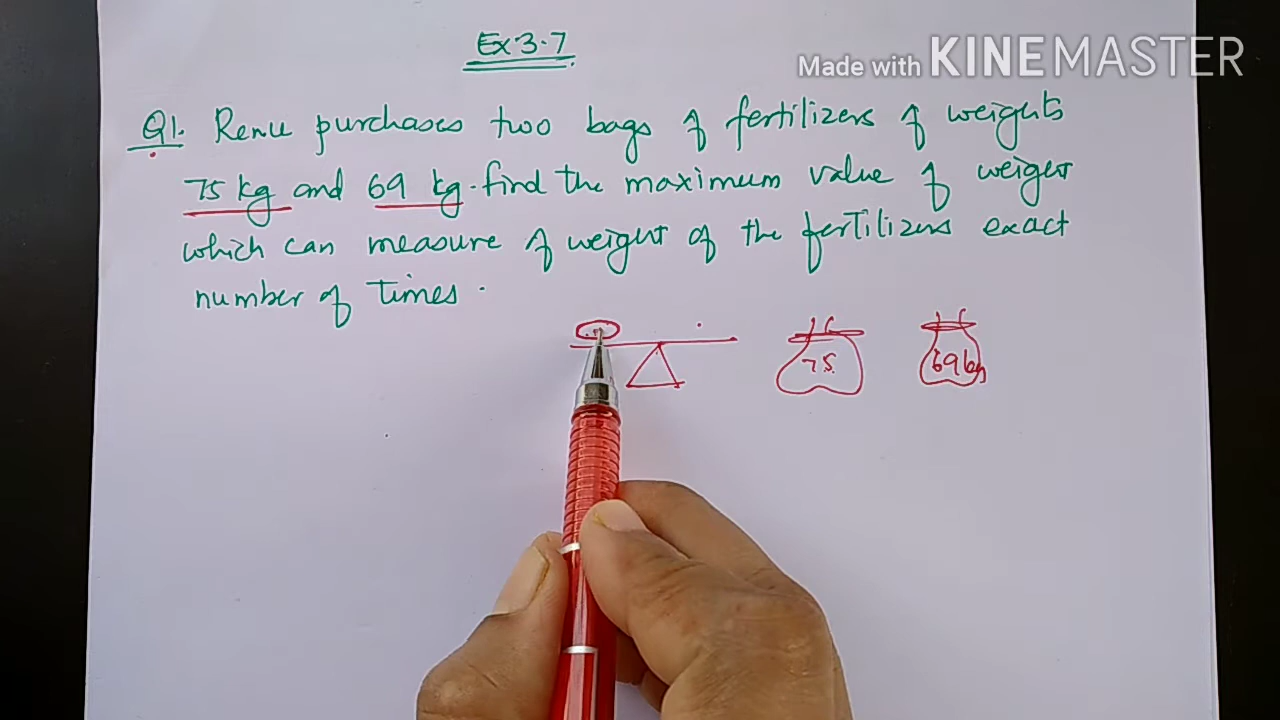 Ex 3.7
Made with KINEMASTER
Q1. Renu purchases two bags of fertilizers of weights
75 kg and 69 kg. find the maximum value of weight
which can measure of weight of the fertilizers exact
number of times.
75 69 kg